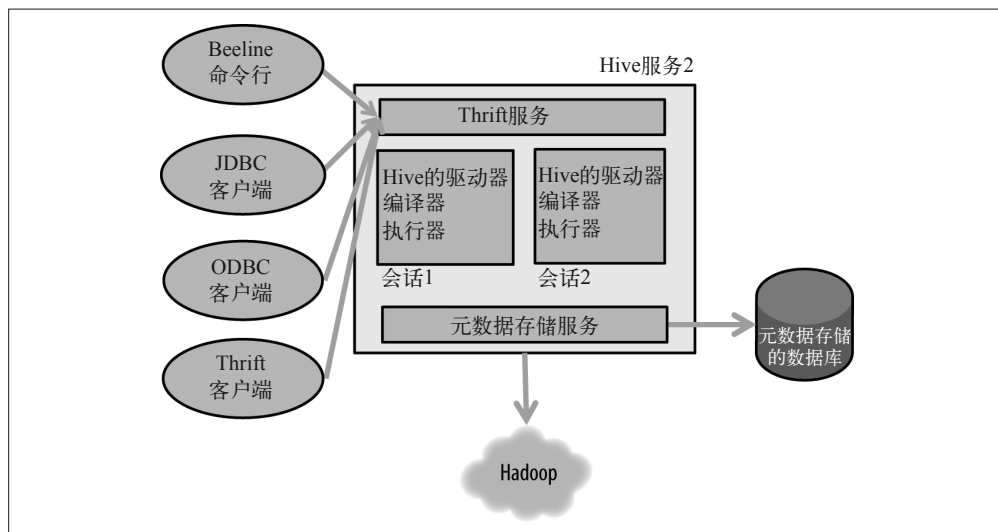 Beeline
命令行
Hive服务2
Thrift服务
JDBC
客户端
Hive的驱动器
编译器
执行器
会话1
Hive的驱动器
编译器
执行器
会话2
ODBC
客户端
元数据存储服务
元数据存储
的数据库
Thrift
客户端
Hadoop